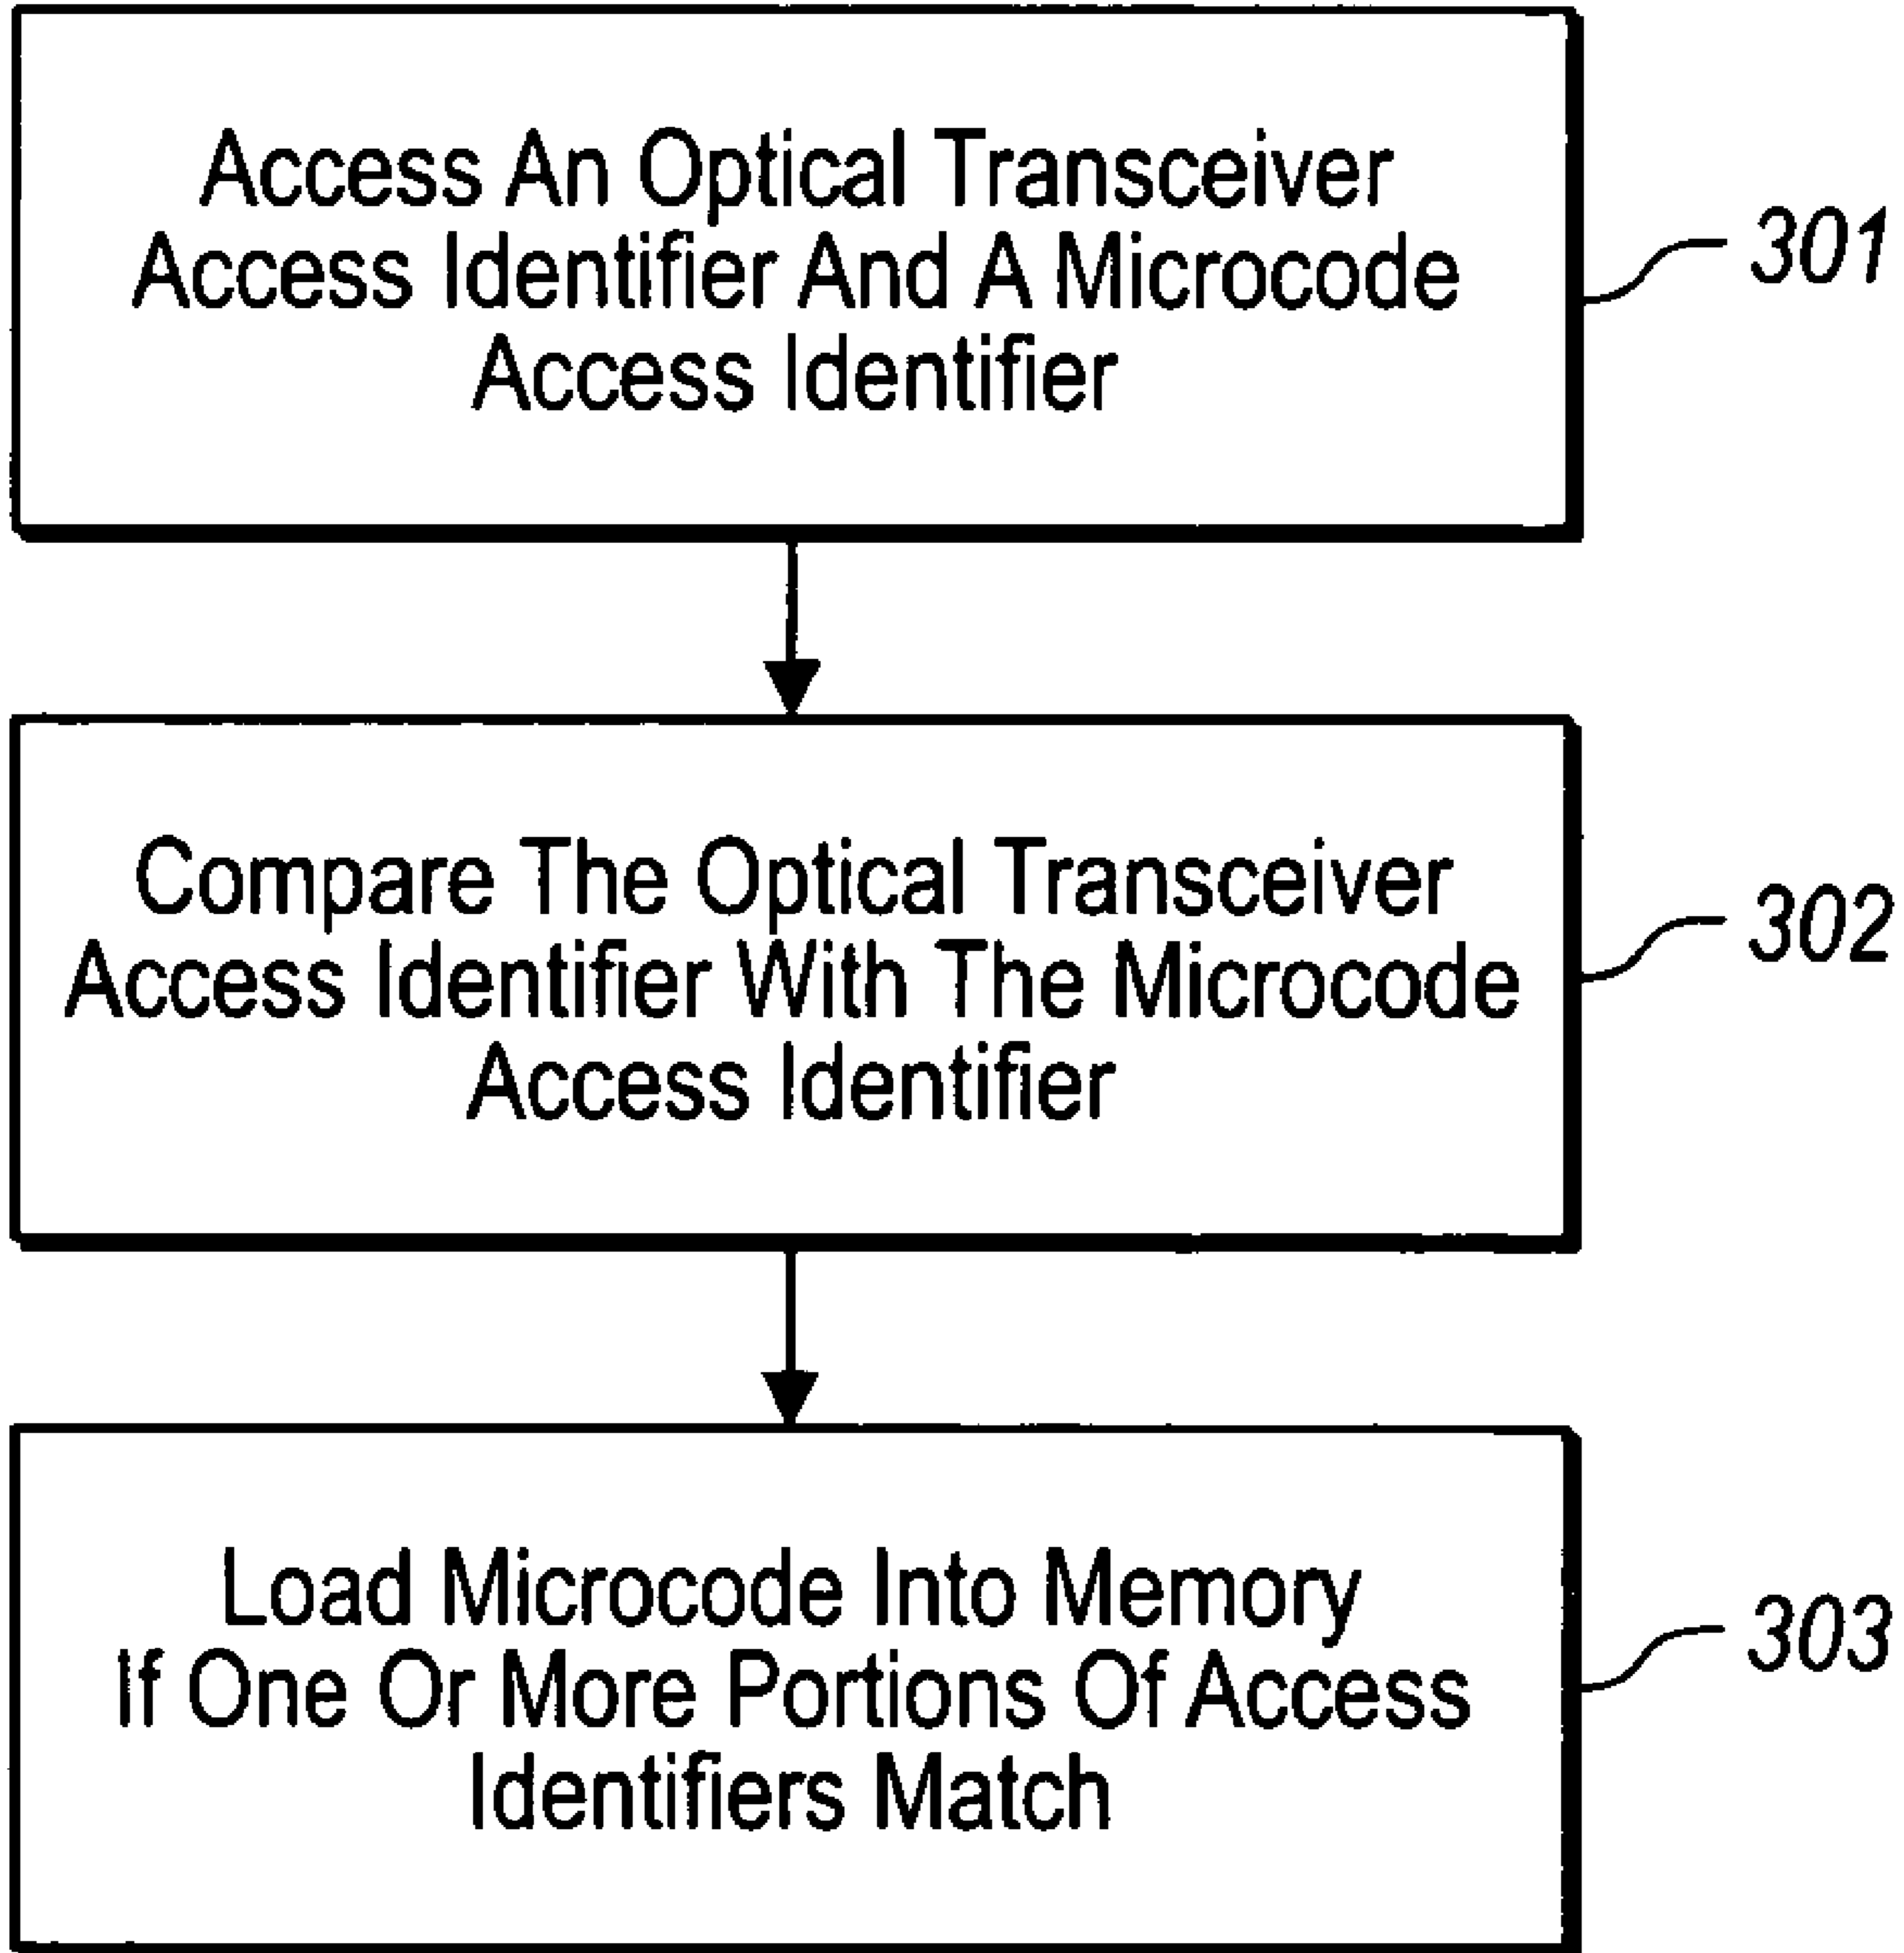 Access An Optical Transceiver
Access Identifier And A Microcode
Access Identifier
301
Compare The Optical Transceiver
Access Identifier With The Microcode
Access Identifier
302
Load Microcode Into Memory
If One Or More Portions Of Access
Identifiers Match
303